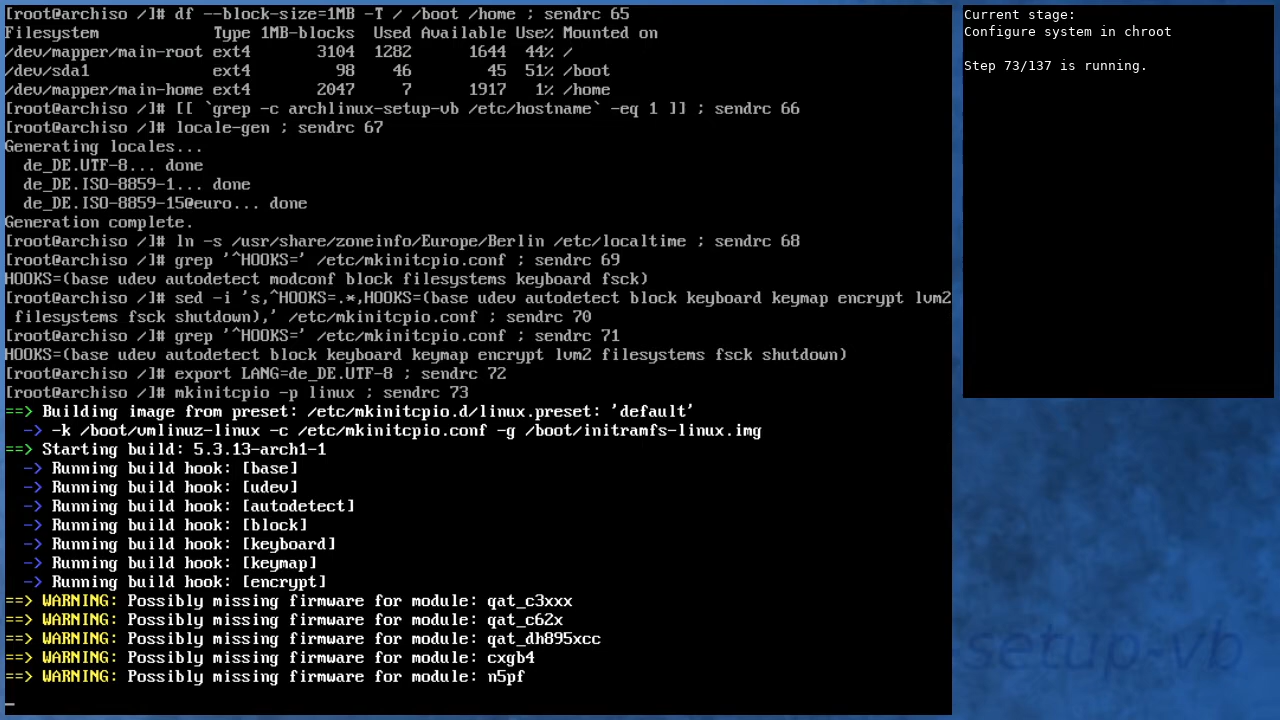 [root@archiso /]# df --block-size=1MB -T / /boot /home ; sendrc 65
Filesystem            Type 1MB-blocks  Used Available Use% Mounted on
/dev/mapper/main-root ext4       3104  1282      1644  44% /
/dev/sda1             ext4         98    46        45  51% /boot
/dev/mapper/main-home ext4       2047     7      1917   1% /home
[root@archiso /]# [[ `grep -c archlinux-setup-vb /etc/hostname` -eq 1 ]] ; sendrc 66
[root@archiso /]# locale-gen ; sendrc 67
Generating locales...
  de_DE.UTF-8... done
  de_DE.ISO-8859-1... done
  de_DE.ISO-8859-15@euro... done
Generation complete.
[root@archiso /]# ln -s /usr/share/zoneinfo/Europe/Berlin /etc/localtime ; sendrc 68
[root@archiso /]# grep '^HOOKS=' /etc/mkinitcpio.conf ; sendrc 69
HOOKS=(base udev autodetect modconf block filesystems keyboard fsck)
[root@archiso /]# sed -i 's,^HOOKS=.*,HOOKS=(base udev autodetect block keyboard keymap encrypt lvm2
 filesystems fsck shutdown),' /etc/mkinitcpio.conf ; sendrc 70
[root@archiso /]# grep '^HOOKS=' /etc/mkinitcpio.conf ; sendrc 71
HOOKS=(base udev autodetect block keyboard keymap encrypt lvm2 filesystems fsck shutdown)
[root@archiso /]# export LANG=de_DE.UTF-8 ; sendrc 72
[root@archiso /]# mkinitcpio -p linux ; sendrc 73
==> Building image from preset: /etc/mkinitcpio.d/linux.preset: 'default'
  -> -k /boot/vmlinuz-linux -c /etc/mkinitcpio.conf -g /boot/initramfs-linux.img
==> Starting build: 5.3.13-arch1-1
  -> Running build hook: [base]
  -> Running build hook: [udev]
  -> Running build hook: [autodetect]
  -> Running build hook: [block]
  -> Running build hook: [keyboard]
  -> Running build hook: [keymap]
  -> Running build hook: [encrypt]
==> WARNING: Possibly missing firmware for module: qat_c3xxx
==> WARNING: Possibly missing firmware for module: qat_c62x
==> WARNING: Possibly missing firmware for module: qat_dh895xcc
==> WARNING: Possibly missing firmware for module: cxgb4
==> WARNING: Possibly missing firmware for module: n5pf
Current stage:
Configure system in chroot
Step 73/137 is running.
setup-vb